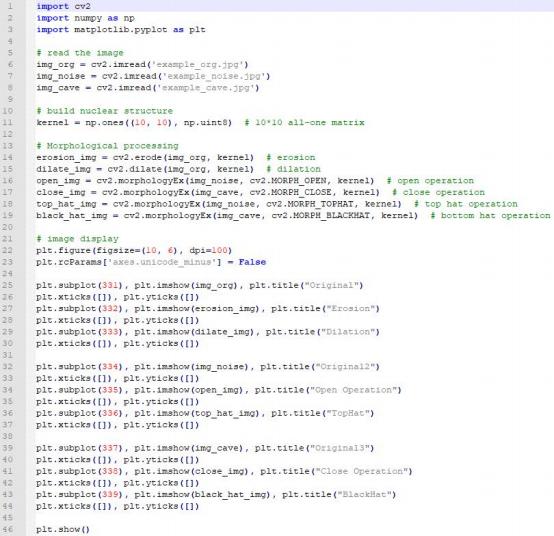 1 import cv2
2 import numpy as np
3 import matplotlib.pyplot as plt
4
5 # read the image
6 img_org = cv2.imread('example_org.jpg')
7 img_noise = cv2.imread('example_noise.jpg')
8 img_cave = cv2.imread('example_cave.jpg')
9
10 # build nuclear structure
11 kernel = np.ones((10, 10), np.uint8)  # 10*10 all-one matrix
12
13 # Morphological processing
14 erosion_img = cv2.erode(img_org, kernel)  # erosion
15 dilate_img = cv2.dilate(img_org, kernel)  # dilation
16 open_img = cv2.morphologyEx(img_noise, cv2.MORPH_OPEN, kernel)  # open operation
17 close_img = cv2.morphologyEx(img_cave, cv2.MORPH_CLOSE, kernel)  # close operation
18 top_hat_img = cv2.morphologyEx(img_noise, cv2.MORPH_TOPHAT, kernel)  # top hat operation
19 black_hat_img = cv2.morphologyEx(img_cave, cv2.MORPH_BLACKHAT, kernel)  # bottom hat operation
20
21 # image display
22 plt.figure(figsize=(10, 6), dpi=100)
23 plt.rcParams['axes.unicode_minus'] = False
24
25 plt.subplot(331), plt.imshow(img_org), plt.title("Original")
26 plt.xticks([]), plt.yticks([])
27 plt.subplot(332), plt.imshow(erosion_img), plt.title("Erosion")
28 plt.xticks([]), plt.yticks([])
29 plt.subplot(333), plt.imshow(dilate_img), plt.title("Dilation")
30 plt.xticks([]), plt.yticks([])
31
32 plt.subplot(334), plt.imshow(img_noise), plt.title("Original2")
33 plt.xticks([]), plt.yticks([])
34 plt.subplot(335), plt.imshow(open_img), plt.title("Open Operation")
35 plt.xticks([]), plt.yticks([])
36 plt.subplot(336), plt.imshow(top_hat_img), plt.title("TopHat")
37 plt.xticks([]), plt.yticks([])
38
39 plt.subplot(337), plt.imshow(img_cave), plt.title("Original3")
40 plt.xticks([]), plt.yticks([])
41 plt.subplot(338), plt.imshow(close_img), plt.title("Close Operation")
42 plt.xticks([]), plt.yticks([])
43 plt.subplot(339), plt.imshow(black_hat_img), plt.title("BlackHat")
44 plt.xticks([]), plt.yticks([])
45
46 plt.show()